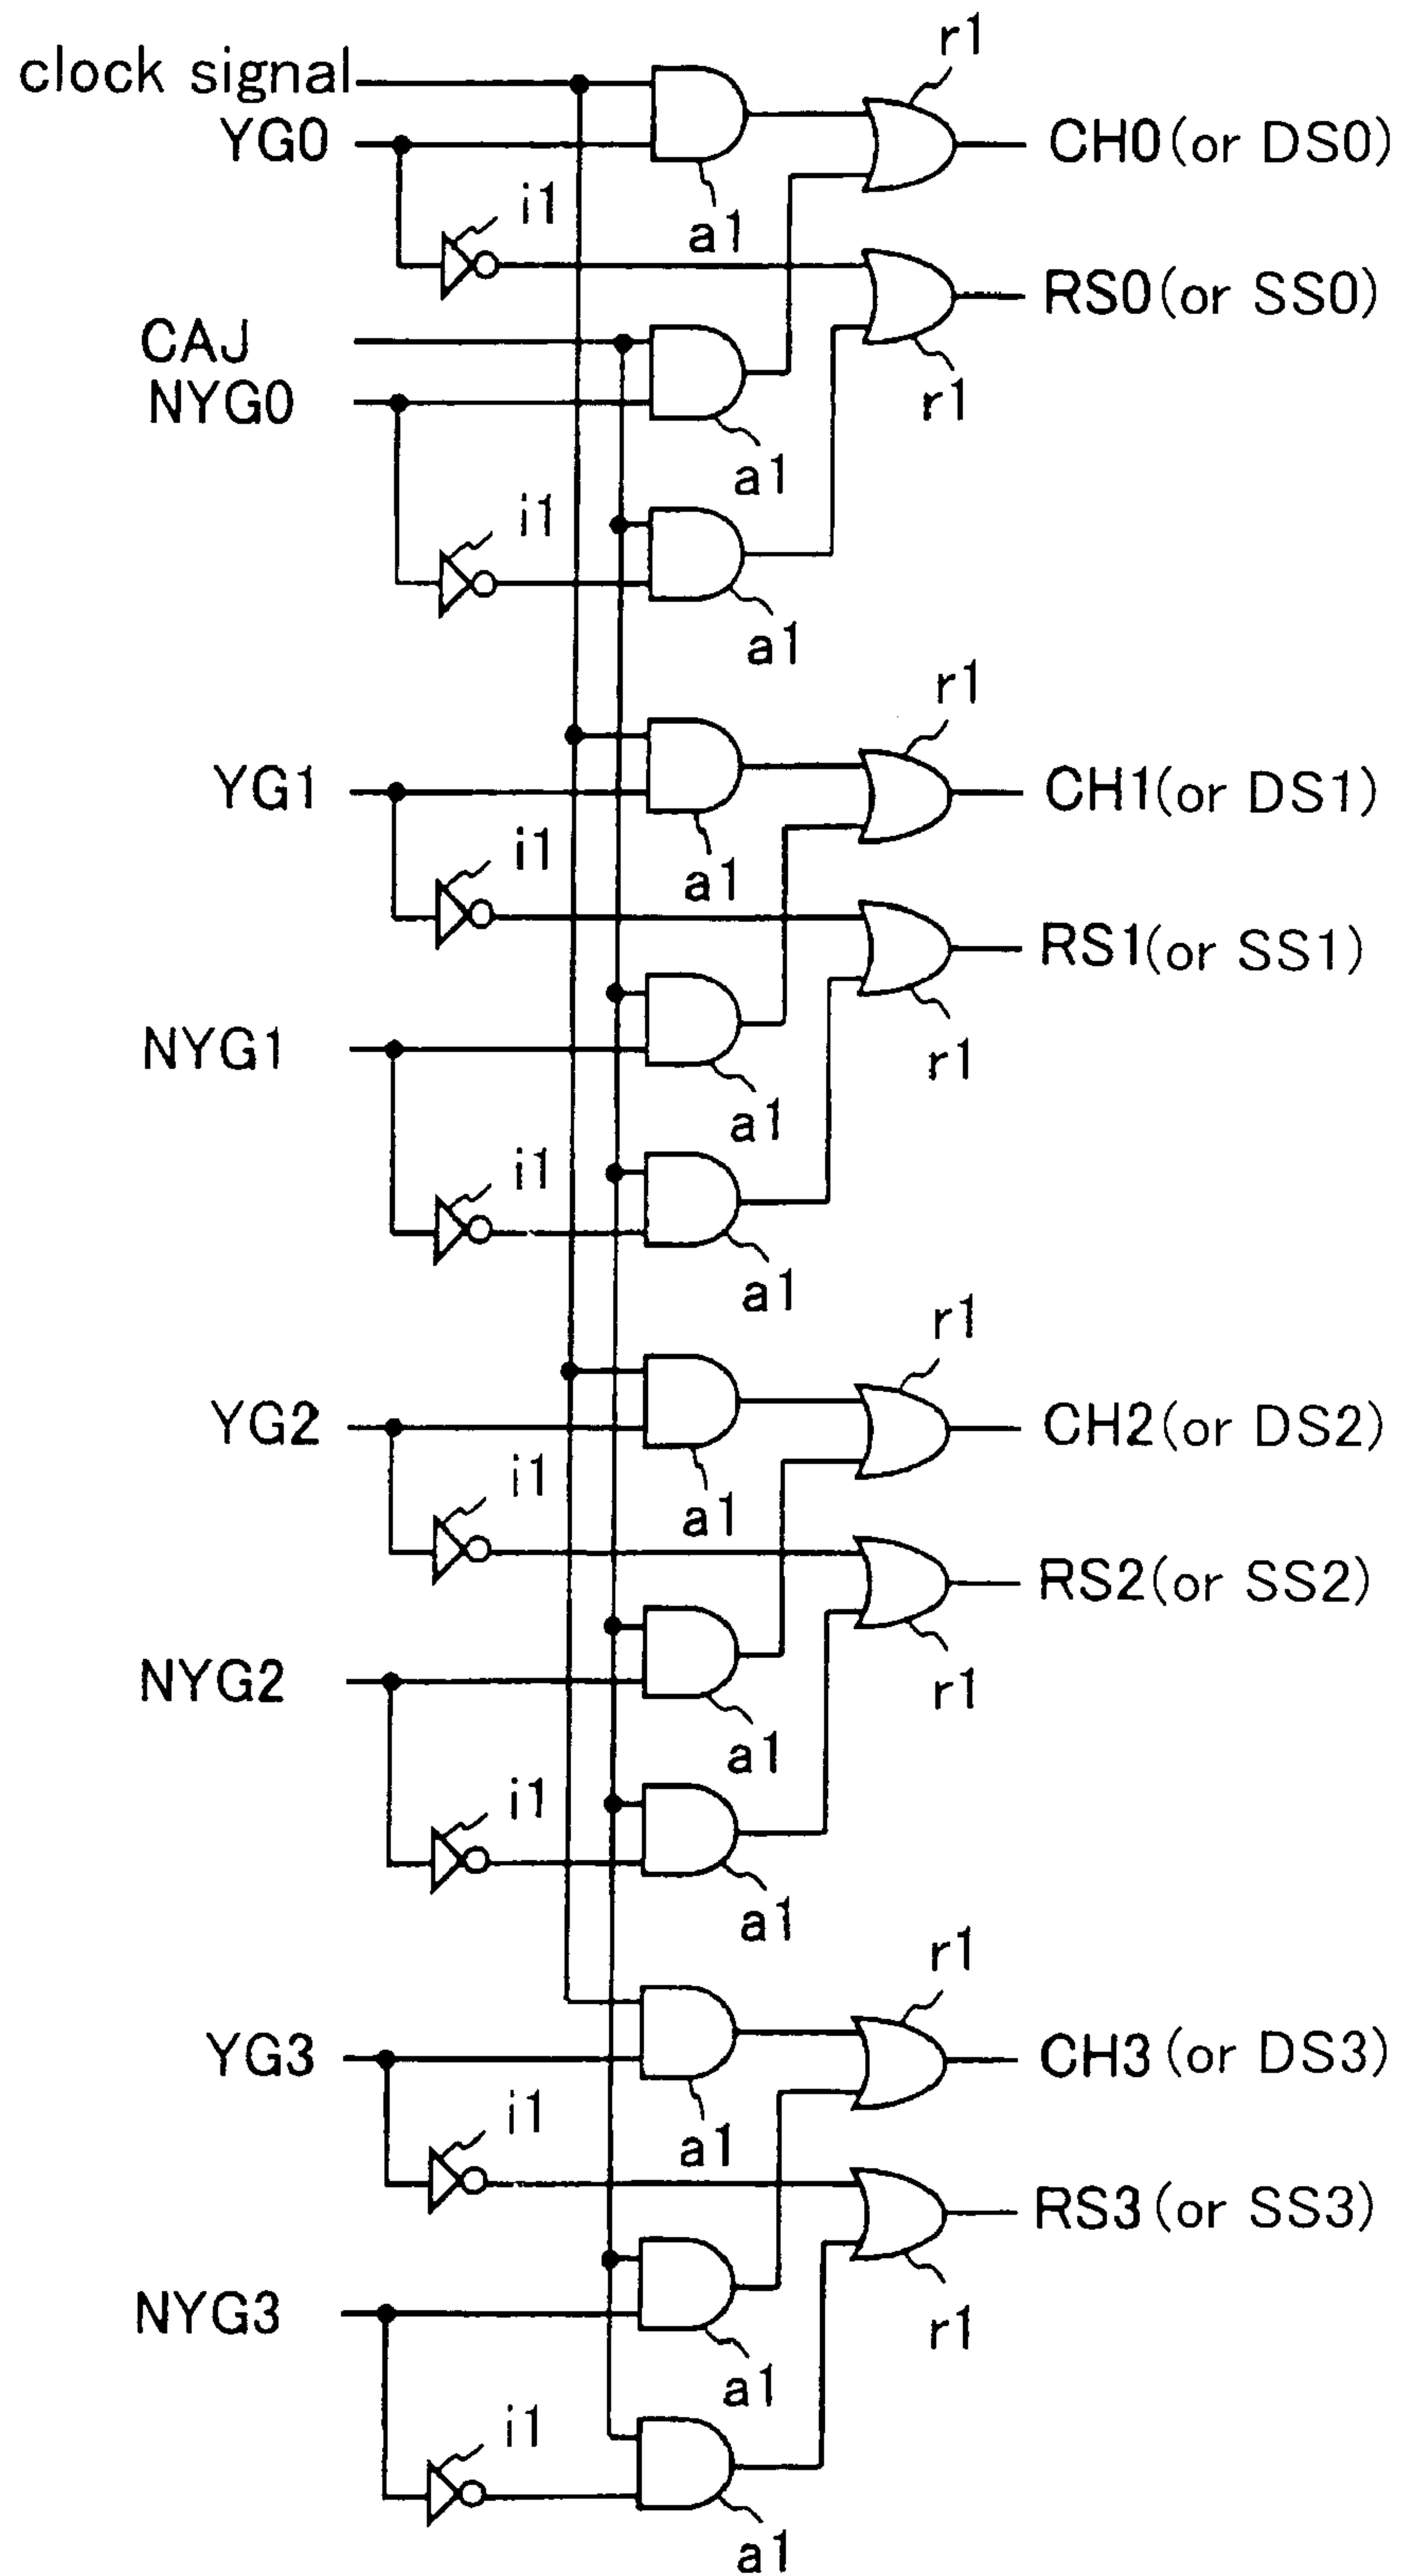 r1
clock signal
YG0
CH0(or DS0)
i1
a1
RS0(or SS0)
CAJ
NYG0
r1
a1
i1
a1
r1
YG1
CH1(or DS1)
i1
a1
RS1(or SS1)
NYG1
r1
a1
i1
a1
r1
YG2
CH2(or DS2)
i1
a1
RS2(or SS2)
NYG2
r1
a1
i1
a1
r1
YG3
CH3(or DS3)
i1
a1
RS3(or SS3)
NYG3
r1
a1
i1
a1